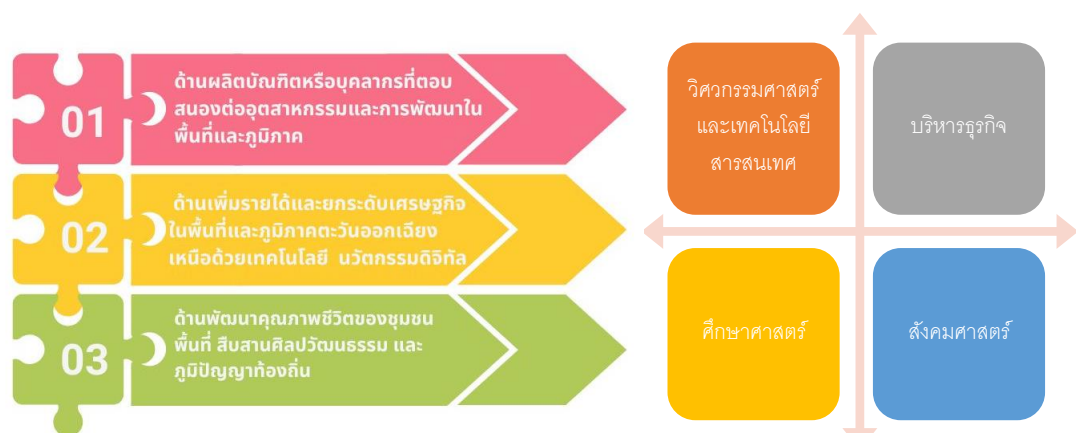 01
ด้านผลิตบัณฑิตหรือบุคลากรที่ตอบ
สนองต่ออุตสาหกรรมและการพัฒนาใน
พื้นที่และภูมิภาค
02
ด้านเพิ่มรายได้และยกระดับเศรษฐกิจ
ในพื้นที่และภูมิภาคตะวันออกเฉียง
เหนือด้วยเทคโนโลยี นวัตกรรมดิจิทัล
03
ด้านพัฒนาคุณภาพชีวิตของชุมชน
พื้นที่ สืบสานศิลปวัฒนธรรม และ
ภูมิปัญญาท้องถิ่น
วิศวกรรมศาสตร์
และเทคโนโลยี
สารสนเทศ
บริหารธุรกิจ
ศึกษาศาสตร์
สังคมศาสตร์